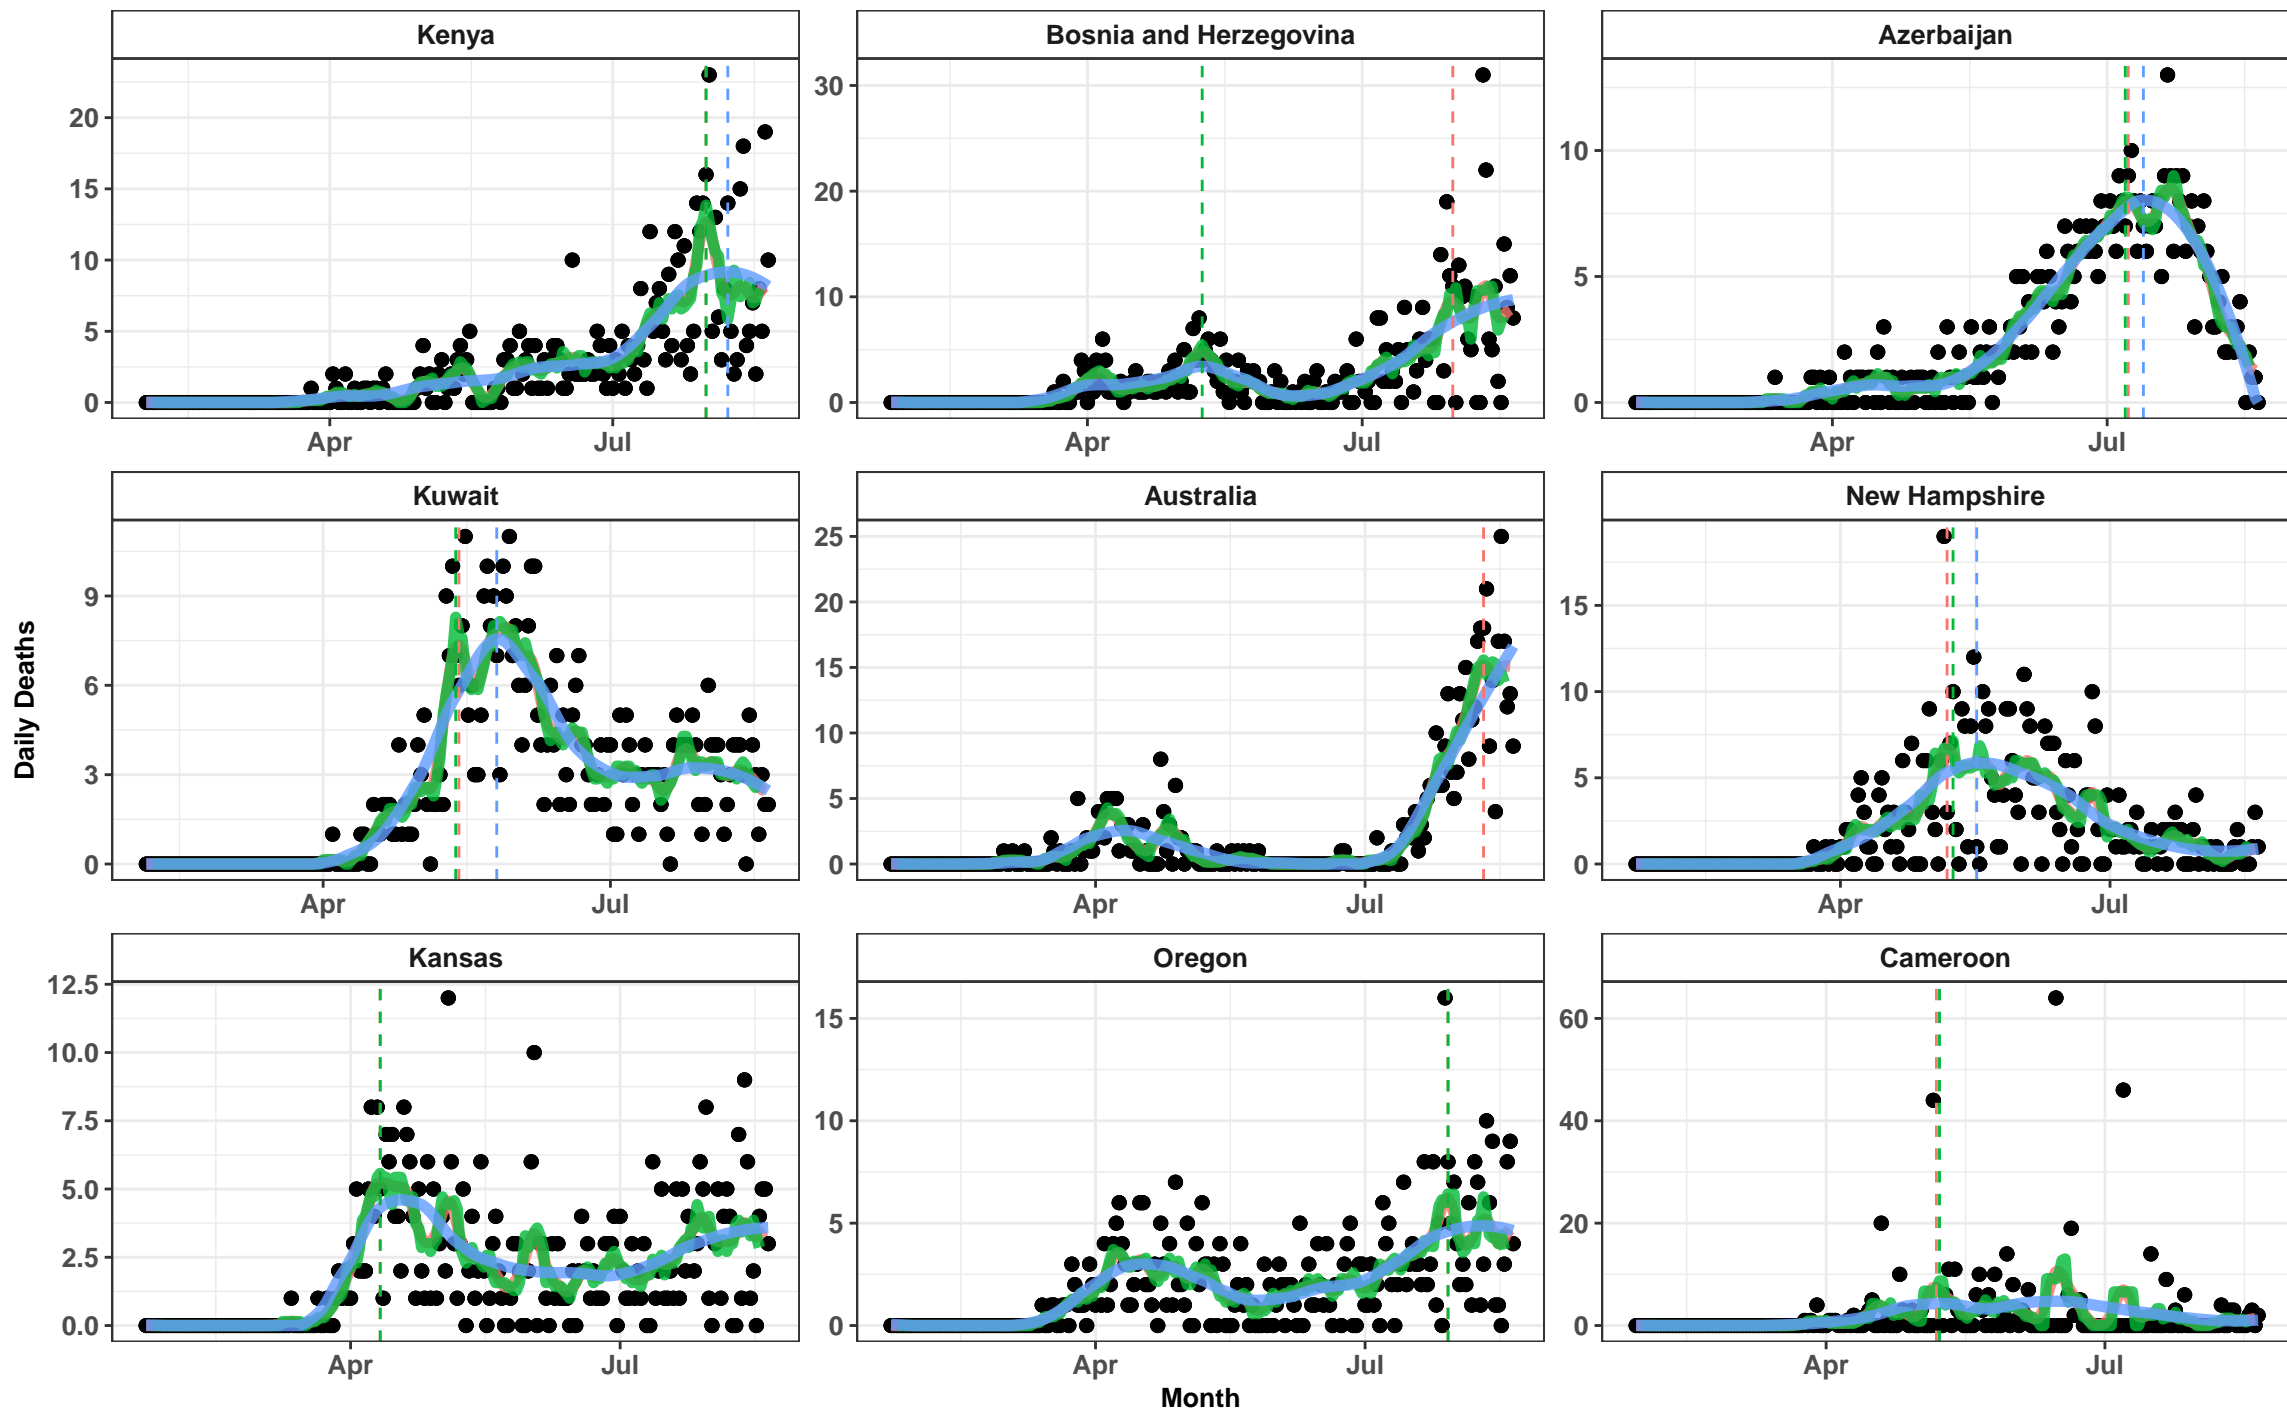 Kenya
Bosnia and Herzegovina
Azerbaijan
20
15
10
5
0
Apr
Jul
30
20
10
0
Apr
Jul
10
5
0
Apr
Jul
Kuwait
Australia
New Hampshire
9
6
3
0
Apr
Jul
25
20
15
10
5
0
Apr
Jul
15
10
5
0
Apr
Jul
Kansas
Oregon
Cameroon
12.5
10.0
7.5
5.0
2.5
0.0
Apr
Jul
15
10
5
0
Apr
Jul
60
40
20
0
Apr
Jul
Daily Deaths
Month